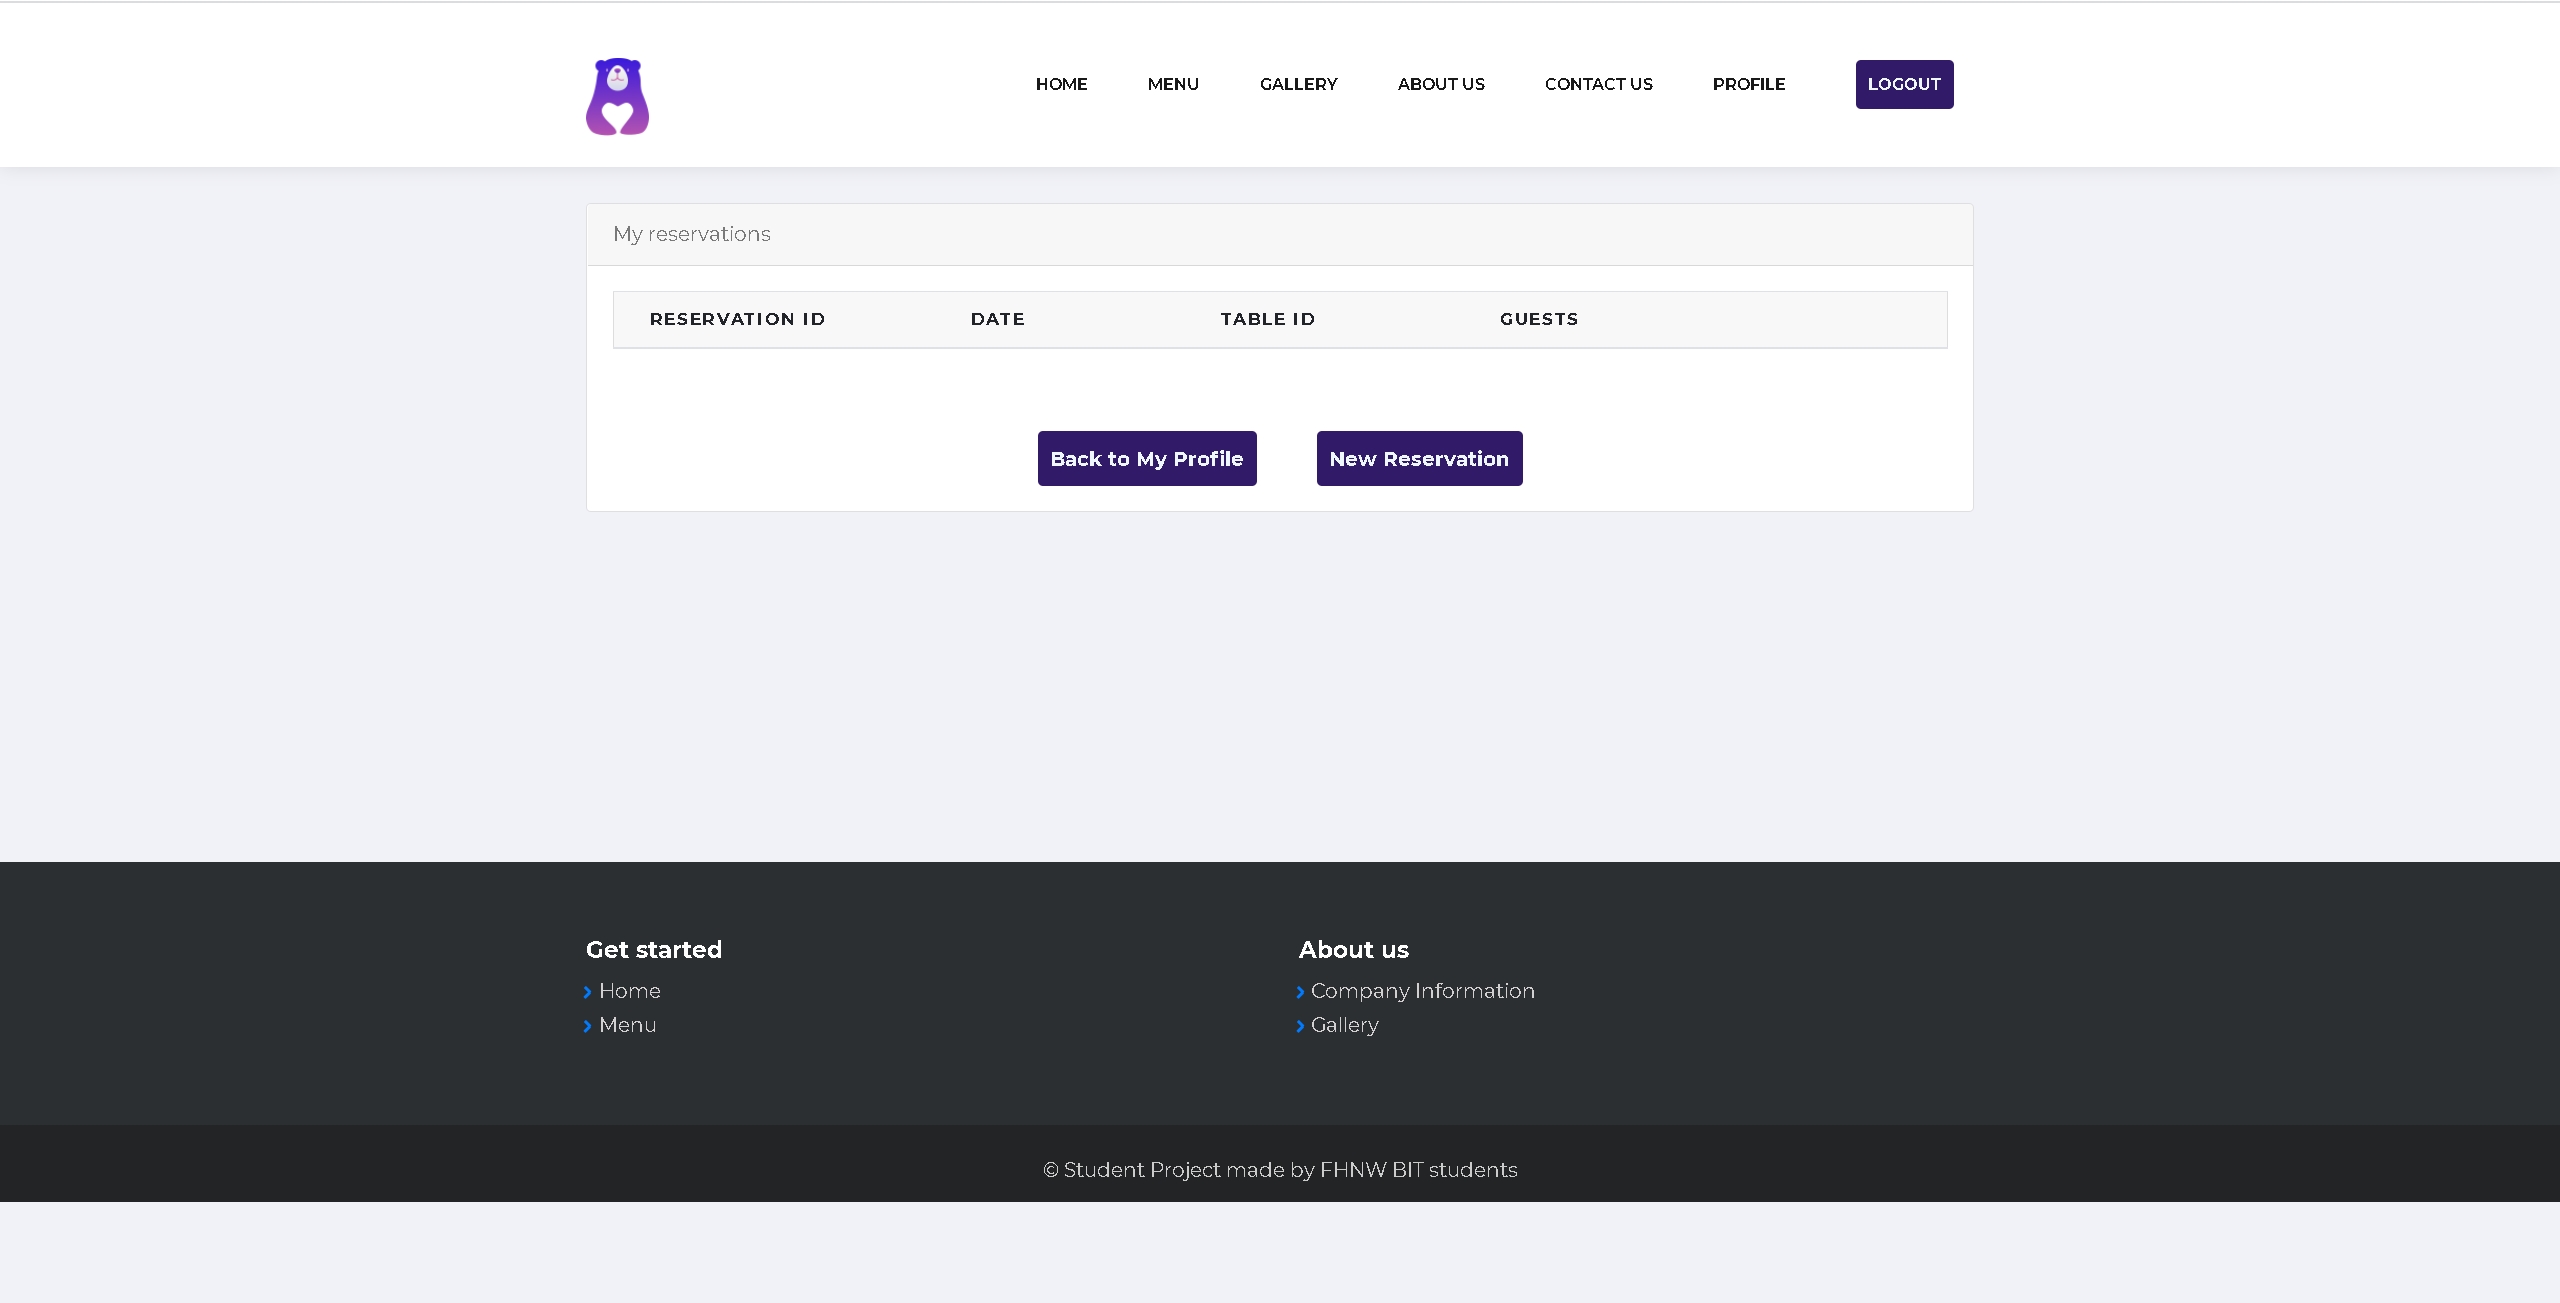 HOME MENU GALLERY ABOUT US CONTACT US PROFILE LOGOUT
My reservations
RESERVATION ID DATE TABLE ID GUESTS
Back to My Profile New Reservation
Get started
Home
Menu
About us
Company Information
Gallery
© Student Project made by FHNW BIT students